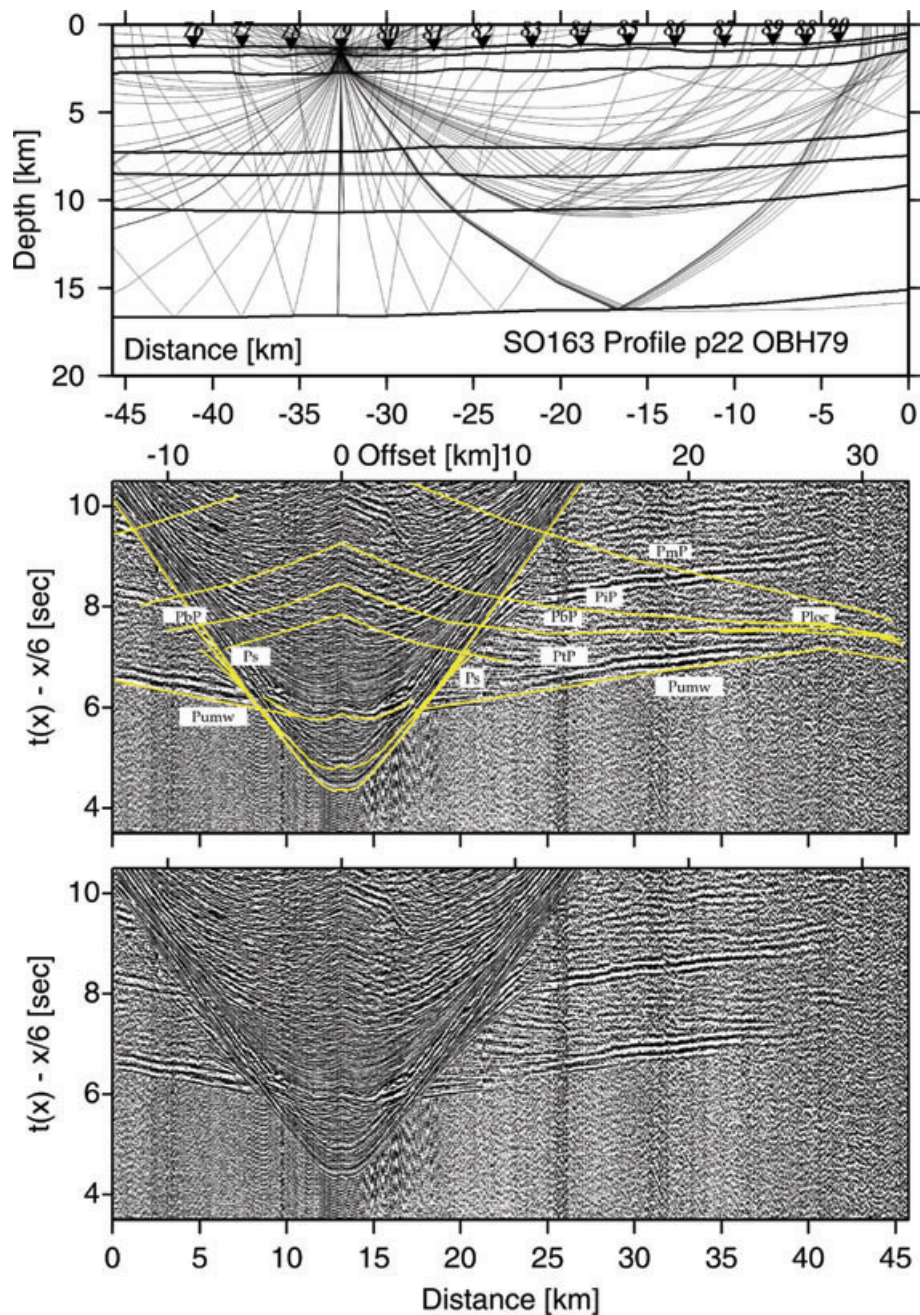 0
76 77 78 79 80 81 82 83 84 85 86 87 89 88 90
5
10
15
20
Depth [km]
Distance [km]
SO163 Profile p22 OBH79
-45 -40 -35 -30 -25 -20 -15 -10 -5 0
-10 0 Offset [km] 10 20 30
10
8
6
4
t(x) - x/6 [sec]
PmP
PiP
PbP PbP Ploc
Ps PtP
Ps
Pumw Pumw
10
8
6
4
t(x) - x/6 [sec]
0 5 10 15 20 25 30 35 40 45
Distance [km]